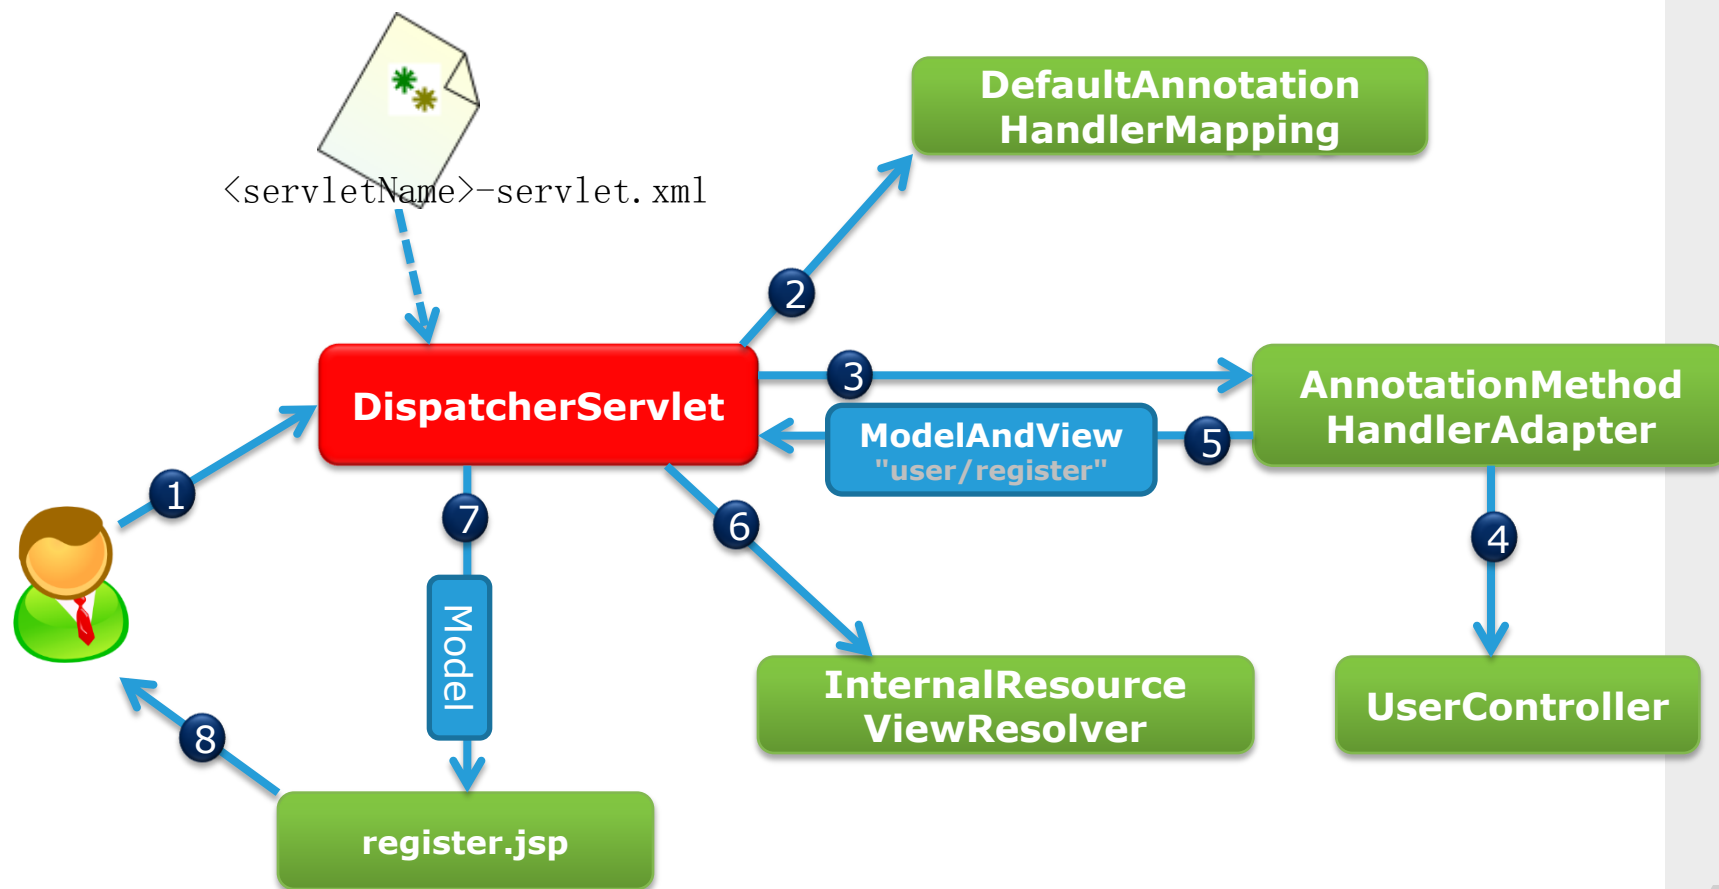 <servletName>-servlet.xml
DefaultAnnotation
HandlerMapping
2
3
DispatcherServlet
AnnotationMethod
HandlerAdapter
ModelAndView
"user/register"
5
1
7
6
4
Model
InternalResource
ViewResolver
UserController
8
register.jsp